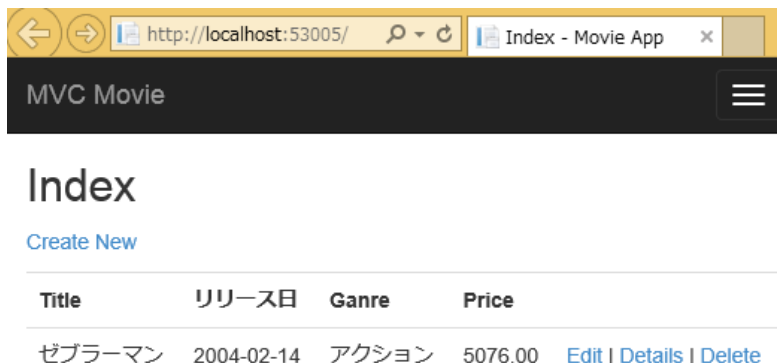 http://localhost:53005/
Index - Movie App
MVC Movie
Index
Create New
Title リリース日 Ganre Price
ゼブラーマン 2004-02-14 アクション 5076.00 Edit | Details | Delete